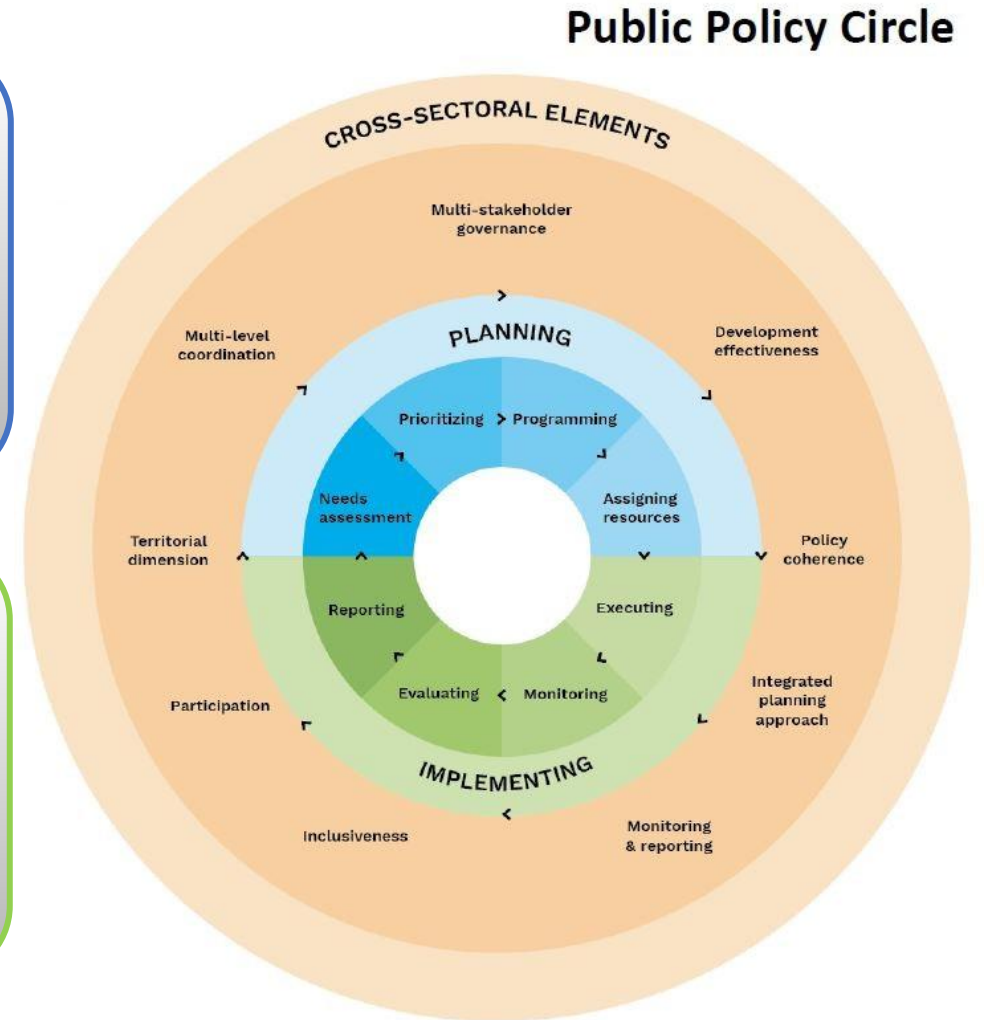 Public Policy Circle
CROSS-SECTORAL ELEMENTS
Multi-stakeholder
governance
Development
effectiveness
Policy
coherence
Integrated
planning
approach
Monitoring
& reporting
Inclusiveness
Participation
Territorial
dimension
Multi-level
coordination
PLANNING
Prioritizing
Programming
Needs
assessment
Assigning
resources
Reporting
Executing
Evaluating
Monitoring
IMPLEMENTING